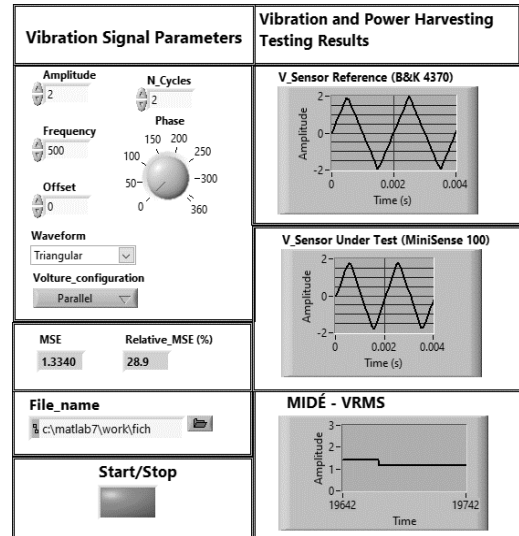 Vibration Signal Parameters
Amplitude
2
N_Cycles
2
Frequency
500
Phase
0
50
100
150
200
250
300
360
Offset
0
Waveform
Triangular
Volture_configuration
Parallel
MSE
1.3340
Relative_MSE (%)
28.9
File_name
c:\matlab7\work\fich
Start/Stop
Vibration and Power Harvesting
Testing Results
V_Sensor Reference (B&K 4370)
Amplitude
2
0
-2
0
0.002
0.004
Time (s)
V_Sensor Under Test (MiniSense 100)
Amplitude
2
0
-2
0
0.002
0.004
Time (s)
MIDÉ - VRMS
Amplitude
3
2
1
0
19642
19742
Time